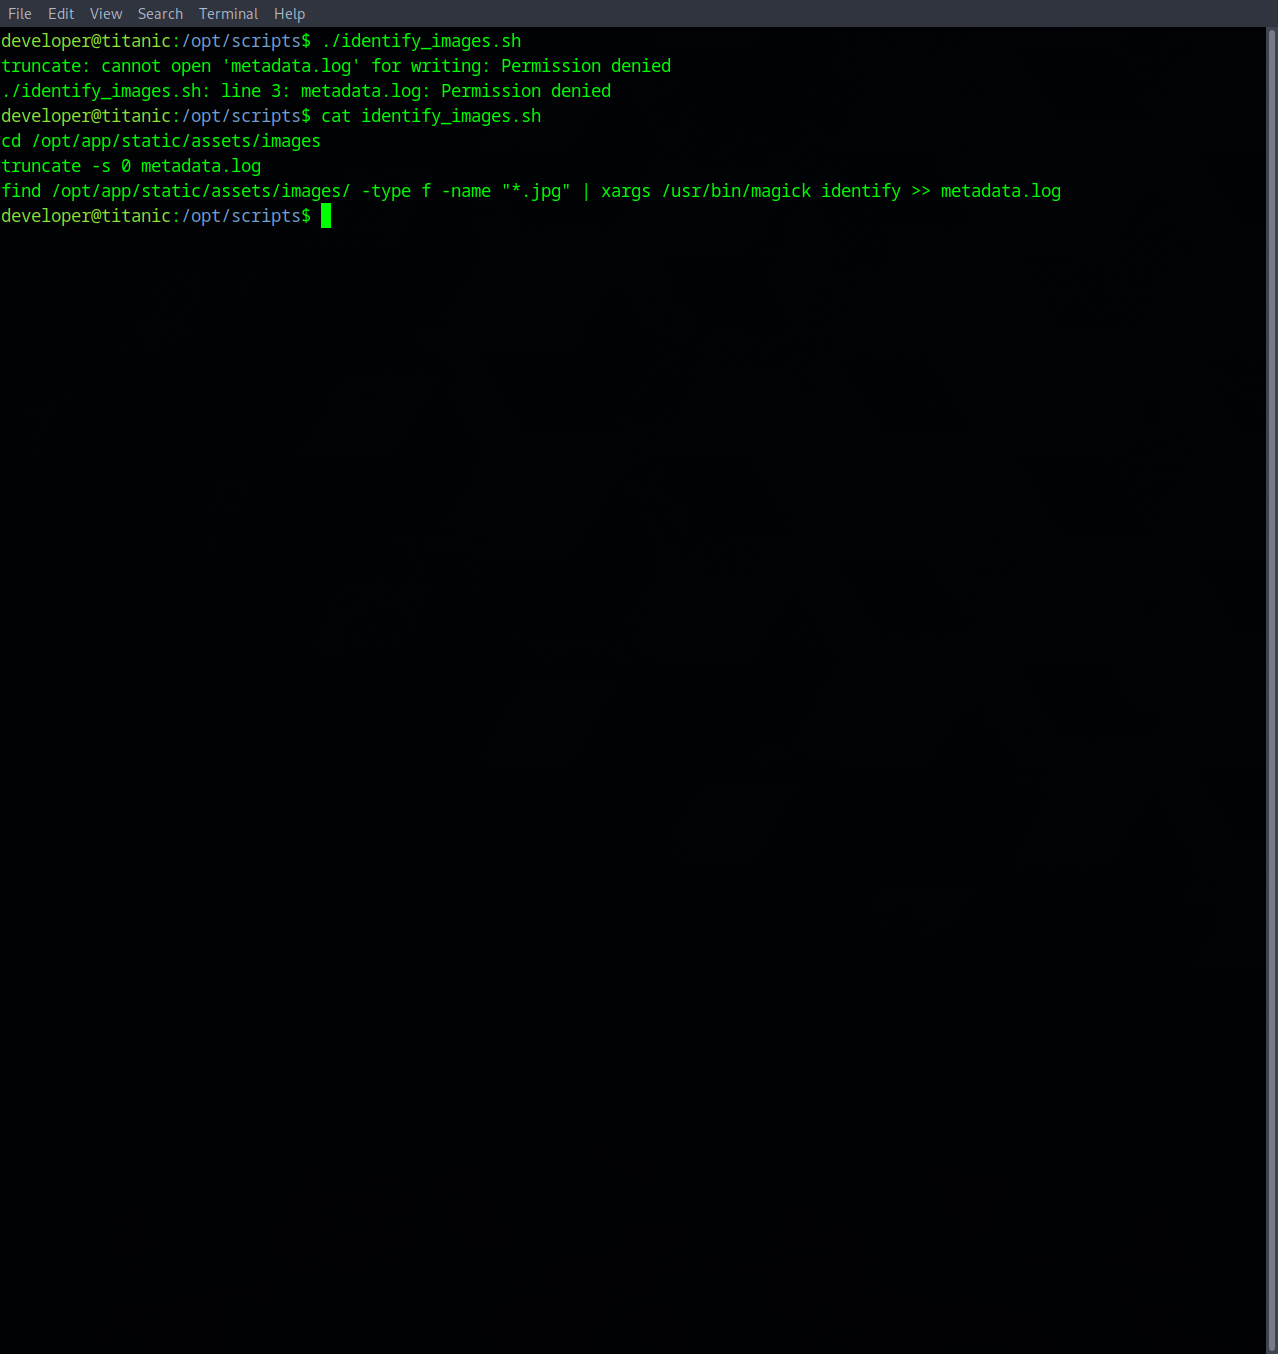 File Edit View Search Terminal Help
developer@titanic:/opt/scripts$ ./identify_images.sh
truncate: cannot open 'metadata.log' for writing: Permission denied
./identify_images.sh: line 3: metadata.log: Permission denied
developer@titanic:/opt/scripts$ cat identify_images.sh
cd /opt/app/static/assets/images
truncate -s 0 metadata.log
find /opt/app/static/assets/images/ -type f -name "*.jpg" | xargs /usr/bin/magick identify >> metadata.log
developer@titanic:/opt/scripts$